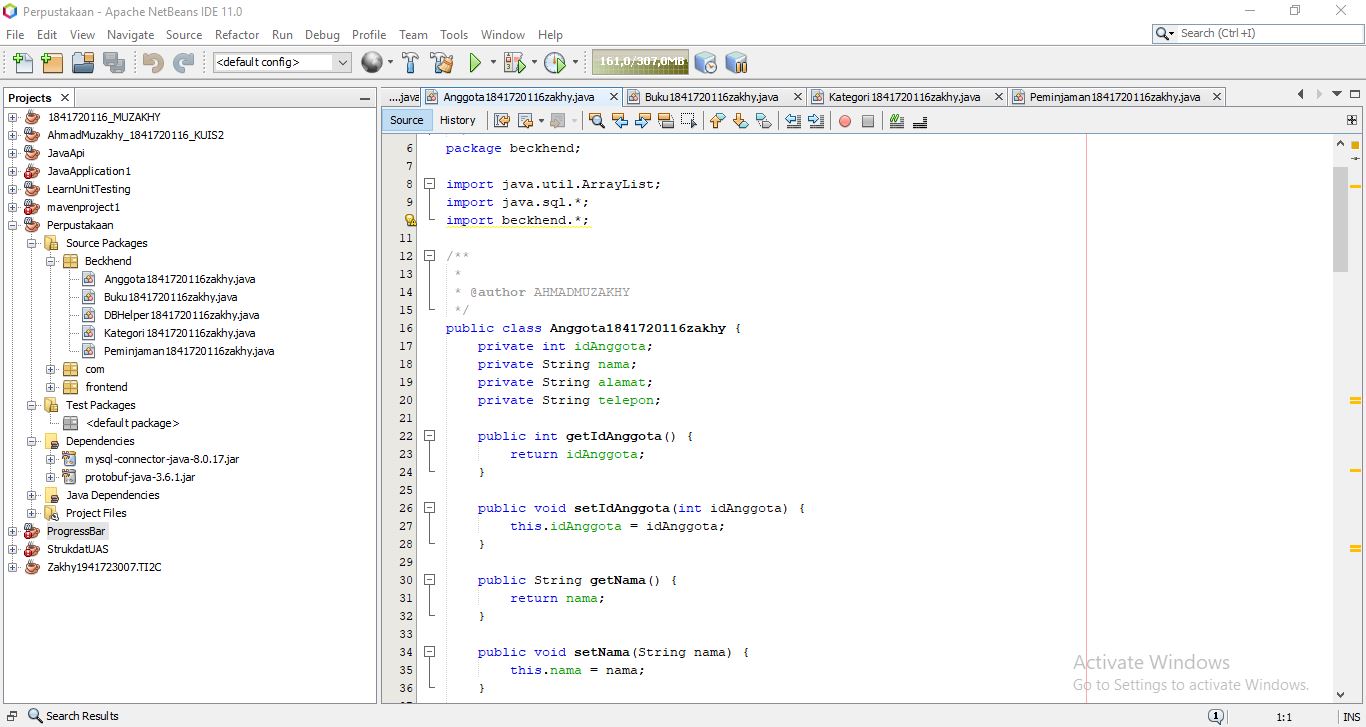 Perpustakaan - Apache NetBeans IDE 11.0
File Edit View Navigate Source Refactor Run Debug Profile Team Tools Window Help
Search (Ctrl+I)
<default config>
161,0/307,0MB
Projects
...java
Anggota1841720116zakhy.java
Buku1841720116zakhy.java
Kategori1841720116zakhy.java
Peminjaman1841720116zakhy.java
Source
History
1841720116_MUZAKHY
AhmadMuzakhy_1841720116_KUIS2
JavaApi
JavaApplication1
LearnUnitTesting
mavenproject1
Perpustakaan
Source Packages
Beckhend
Anggota1841720116zakhy.java
Buku1841720116zakhy.java
DBHelper1841720116zakhy.java
Kategori1841720116zakhy.java
Peminjaman1841720116zakhy.java
com
frontend
Test Packages
<default package>
Dependencies
mysql-connector-java-8.0.17.jar
protobuf-java-3.6.1.jar
Java Dependencies
Project Files
ProgressBar
StrukdatUAS
Zakhy1941723007.TI2C
6 package beckhend;
7
8 import java.util.ArrayList;
9 import java.sql.*;
import beckhend.*;
11
12 /**
13 *
14 * @author AHMADMUZAKHY
15 */
16 public class Anggota1841720116zakhy {
17 private int idAnggota;
18 private String nama;
19 private String alamat;
20 private String telepon;
21
22 public int getIdAnggota() {
23 return idAnggota;
24 }
25
26 public void setIdAnggota(int idAnggota) {
27 this.idAnggota = idAnggota;
28 }
29
30 public String getNama() {
31 return nama;
32 }
33
34 public void setNama(String nama) {
35 this.nama = nama;
36 }
Activate Windows
Go to Settings to activate Windows.
Search Results
1
1:1
INS